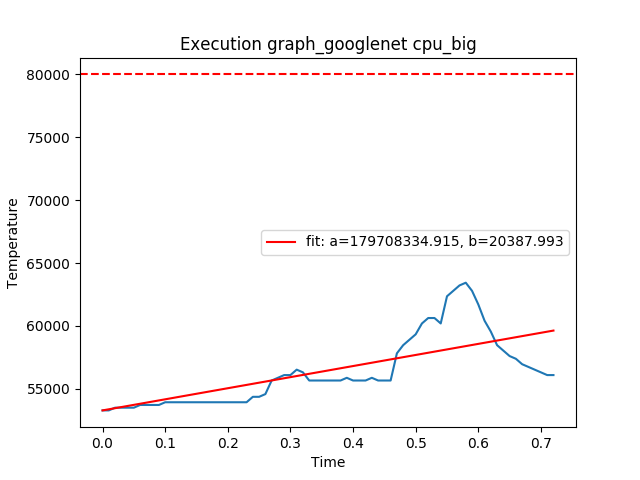 Execution graph_googlenet cpu_big
80000
75000
70000
65000
60000
55000
Temperature
fit: a=179708334.915, b=20387.993
0.0 0.1 0.2 0.3 0.4 0.5 0.6 0.7
Time